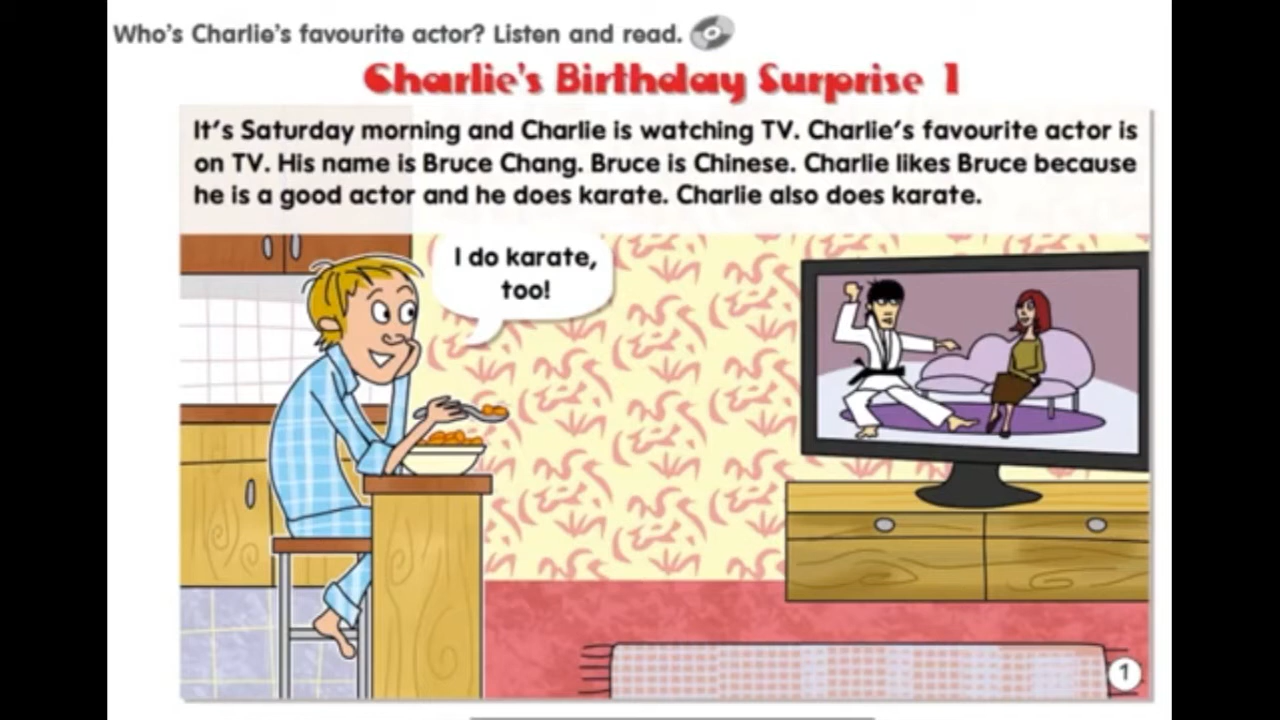 Who's Charlie's favourite actor? Listen and read.
Charlie's Birthday Surprise 1
It's Saturday morning and Charlie is watching TV. Charlie's favourite actor is
on TV. His name is Bruce Chang. Bruce is Chinese. Charlie likes Bruce because
he is a good actor and he does karate. Charlie also does karate.
I do karate,
too!
1